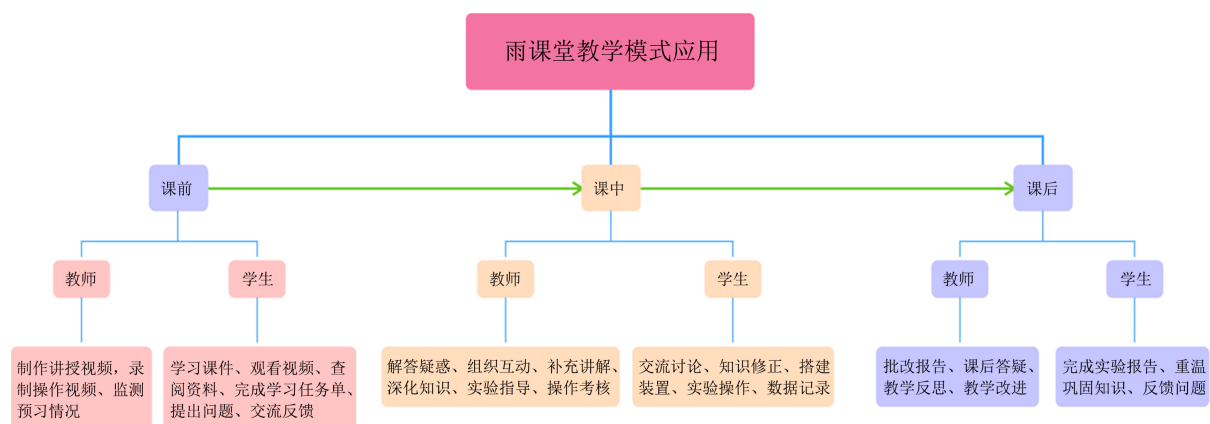 雨课堂教学模式应用
课前
课中
课后
教师
学生
教师
学生
教师
学生
制作讲授视频，录
制操作视频、监测
预习情况
学习课件、观看视频、查
阅资料、完成学习任务单、
提出问题、交流反馈
解答疑惑、组织互动、补充讲解、
深化知识、实验指导、操作考核
交流讨论、知识修正、搭建
装置、实验操作、数据记录
批改报告、课后答疑、
教学反思、教学改进
完成实验报告、重温
巩固知识、反馈问题